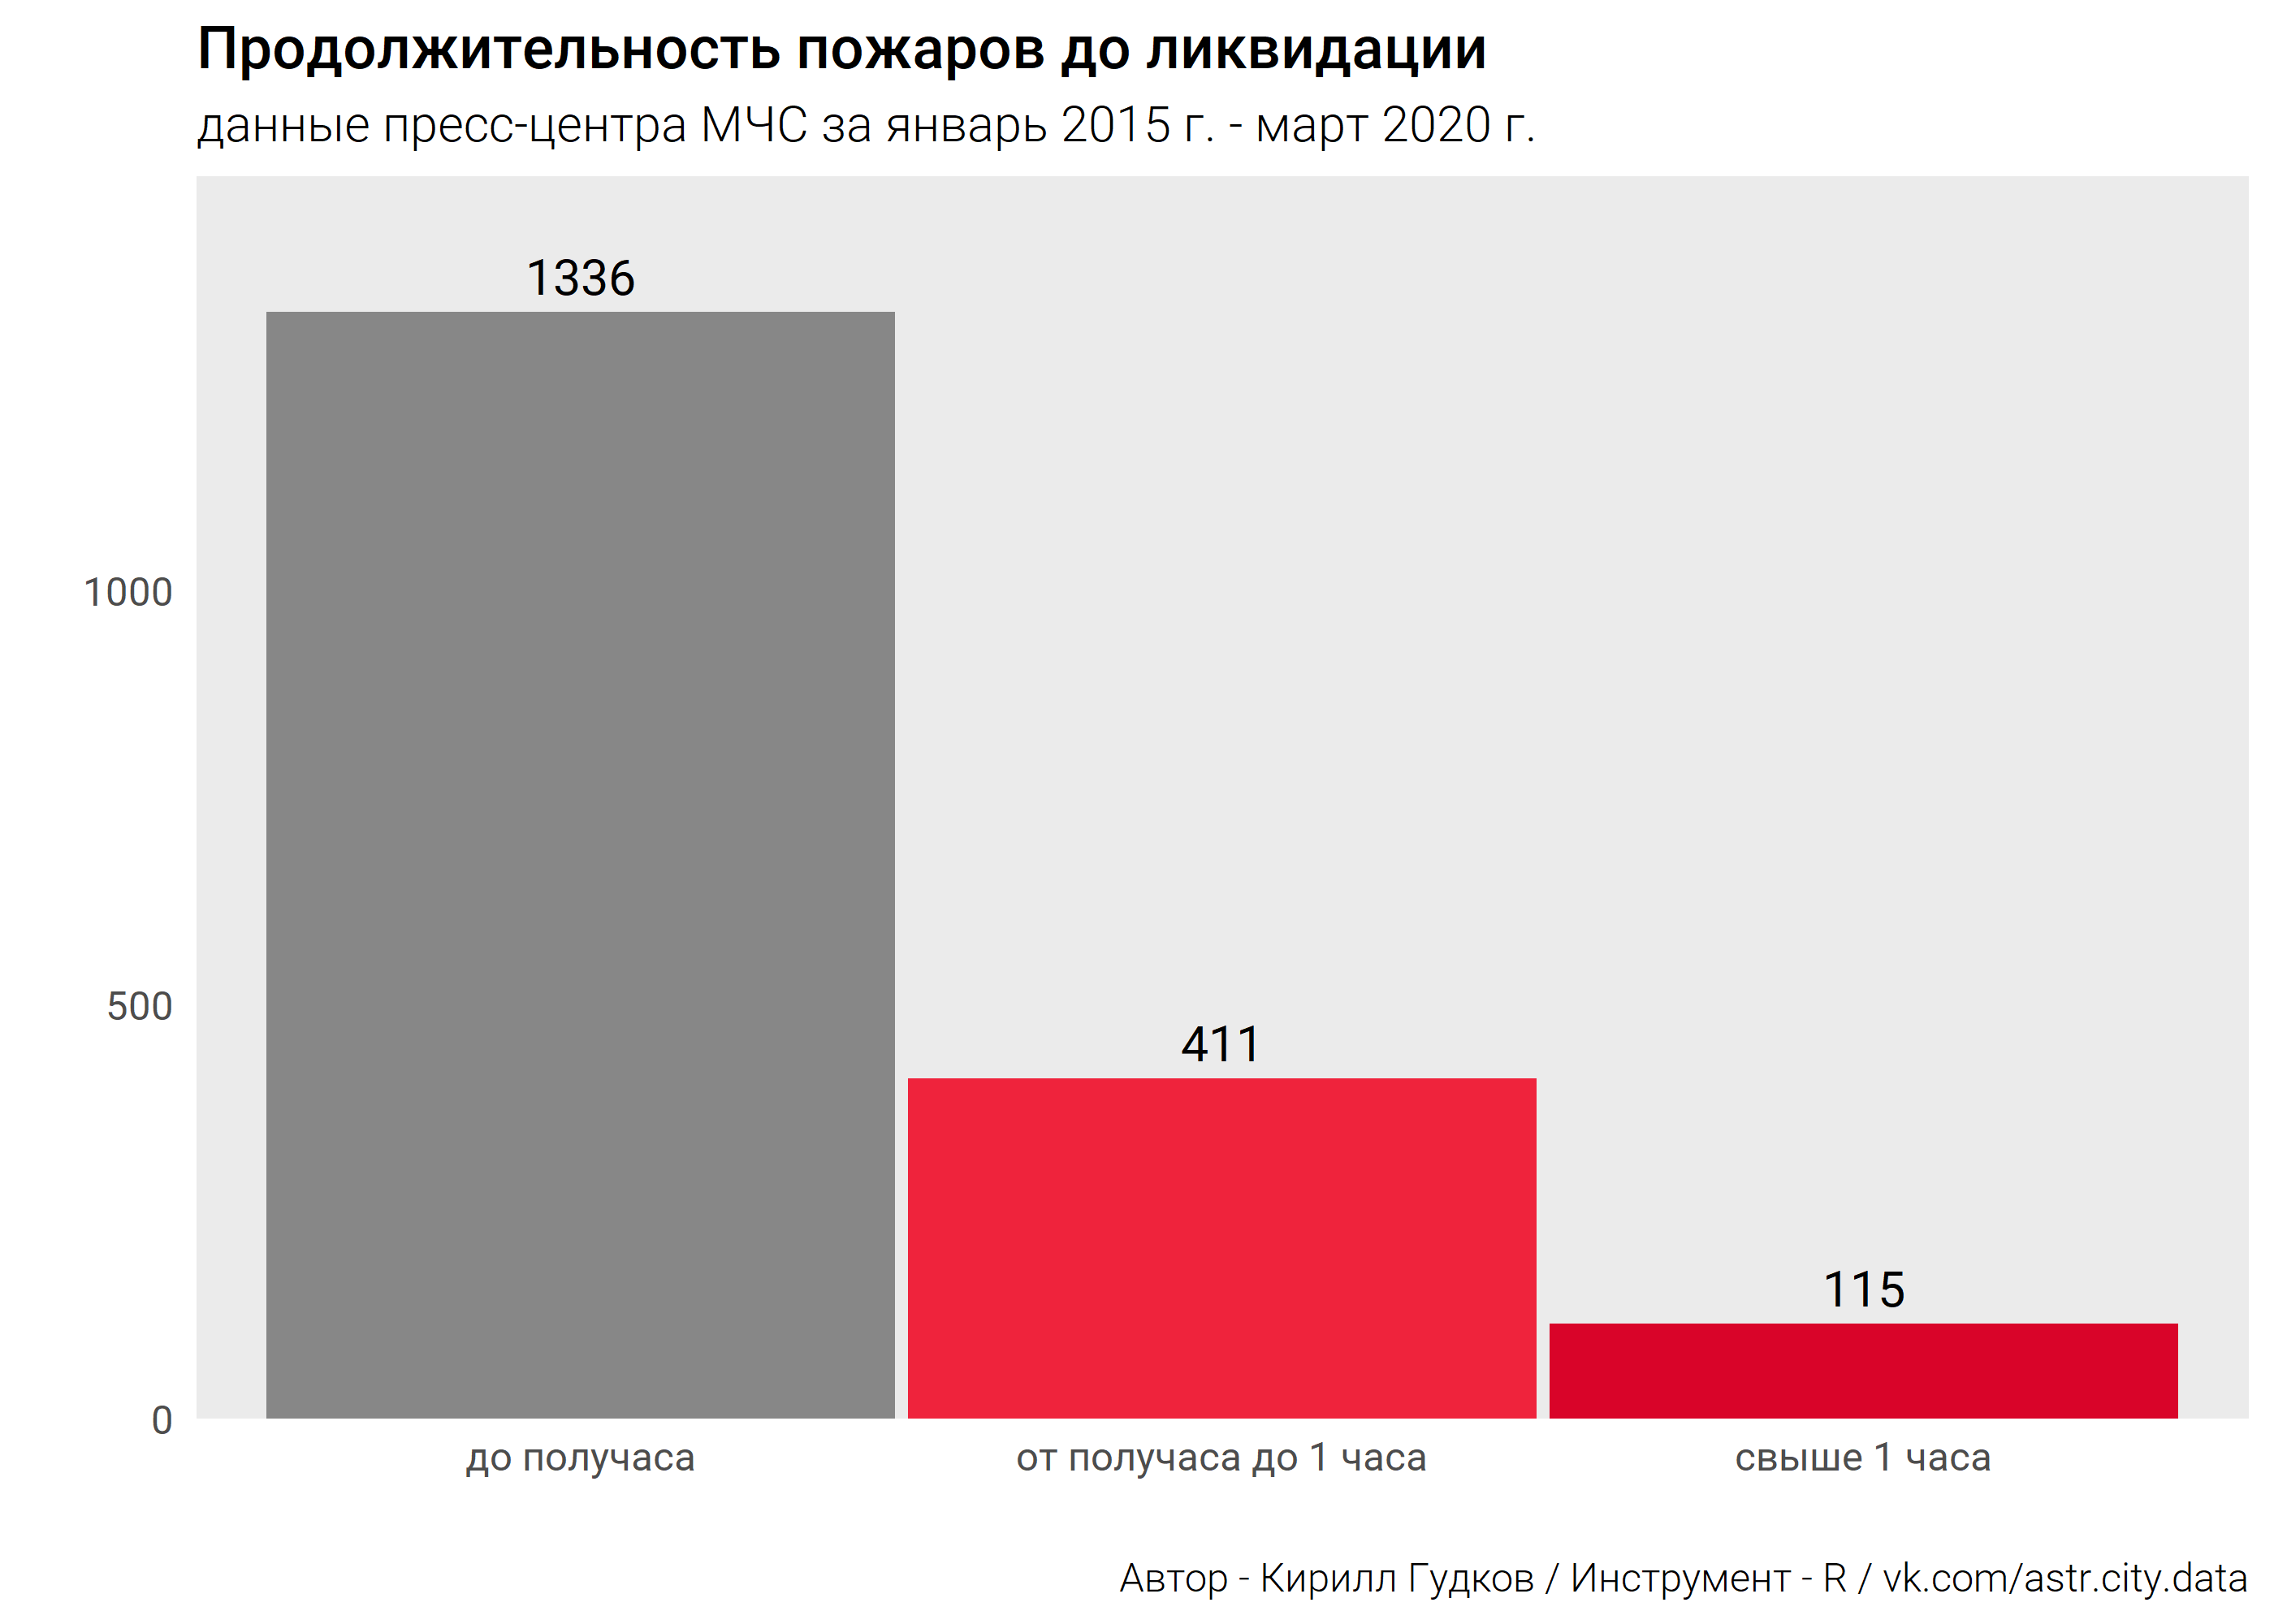 Продолжительность пожаров до ликвидации
данные пресс-центра МЧС за январь 2015 г. - март 2020 г.
1336
1000
500
411
115
0
до получаса
от получаса до 1 часа
свыше 1 часа
Автор - Кирилл Гудков / Инструмент - R / vk.com/astr.city.data